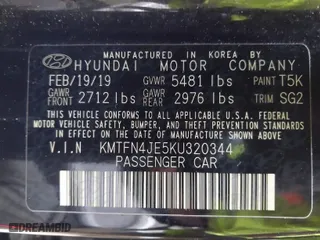 MANUFACTURED IN KOREA BY
HYUNDAI MOTOR COMPANY
FEB/19/19 GVWR 5481 lbs PAINT T5K
GAWR FRONT 2712 lbs GAWR REAR 2976 lbs TRIM SG2
THIS VEHICLE CONFORMS TO ALL APPLICABLE FEDERAL
MOTOR VEHICLE SAFETY, BUMPER, AND THEFT PREVENTION
STANDARDS IN EFFECT ON THE DATE OF MANUFACTURE
SHOWN ABOVE.
V.I.N KMTFN4JE5KU320344
PASSENGER CAR
DREAMBID.COM